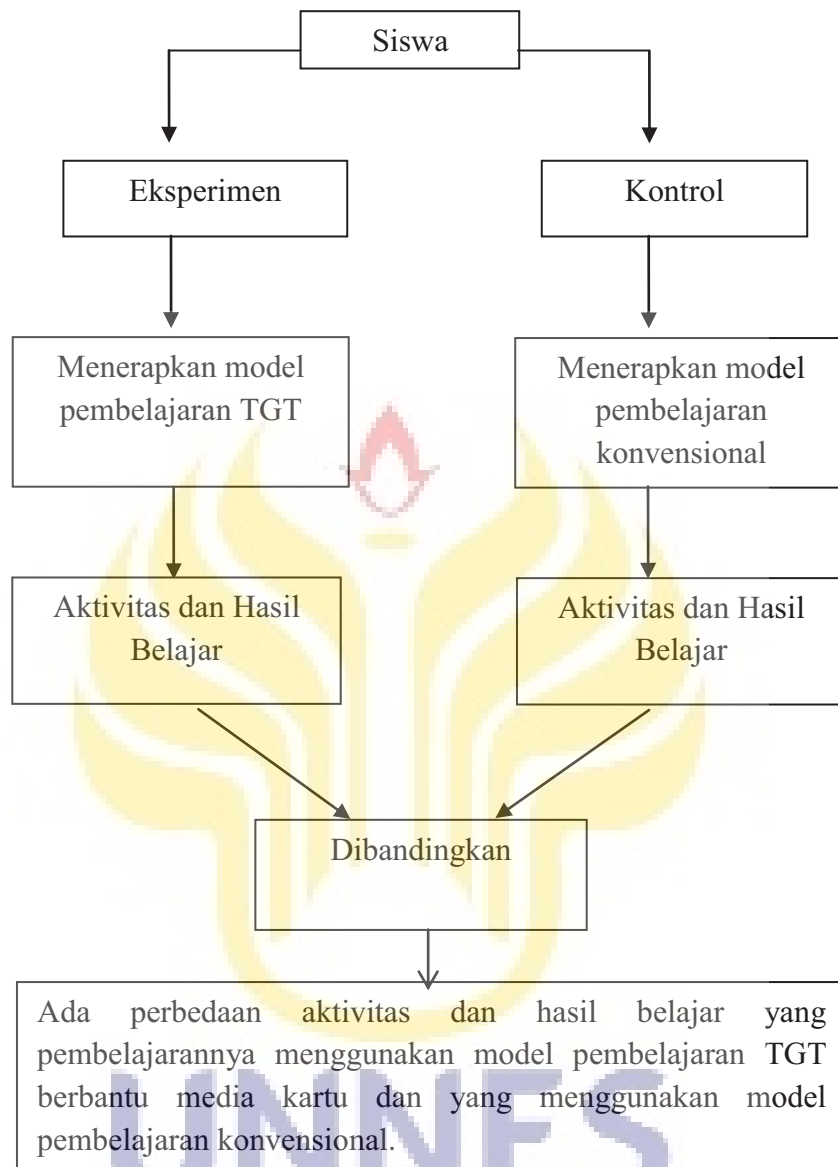 Siswa
Eksperimen
Kontrol
Menerapkan model
pembelajaran TGT
Menerapkan model
pembelajaran
konvensional
Aktivitas dan Hasil
Belajar
Aktivitas dan Hasil
Belajar
Dibandingkan
Ada perbedaan aktivitas dan hasil belajar yang
pembelajarannya menggunakan model pembelajaran TGT
berbantu media kartu dan yang menggunakan model
pembelajaran konvensional.
UNNES